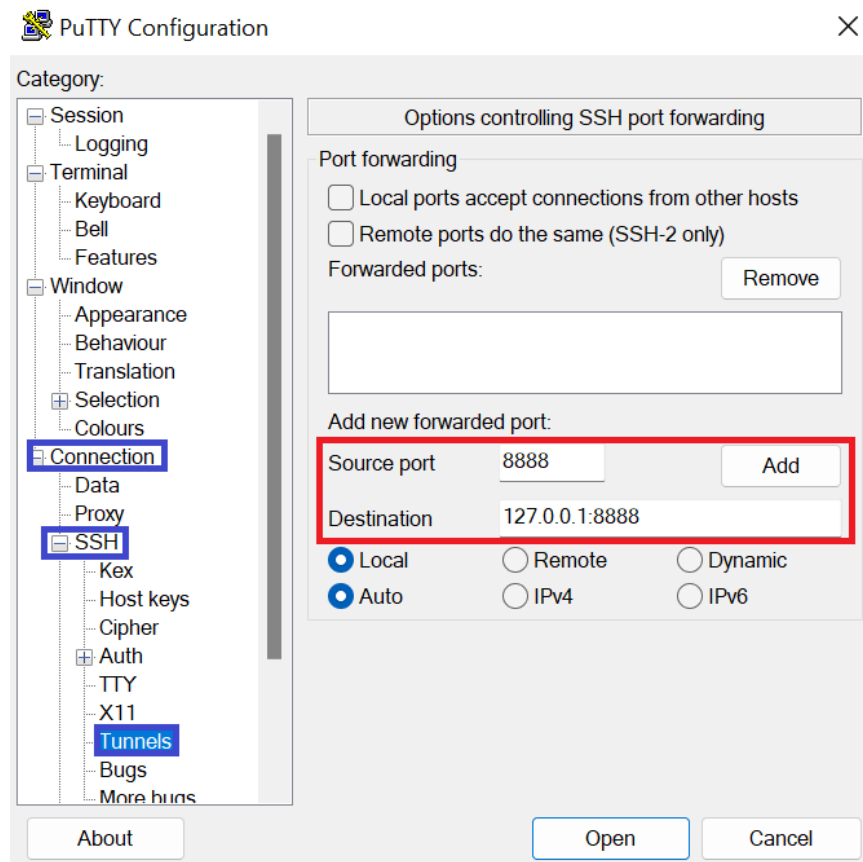 PuTTY Configuration
Category:
Session
Logging
Terminal
Keyboard
Bell
Features
Window
Appearance
Behaviour
Translation
Selection
Colours
Connection
Data
Proxy
SSH
Kex
Host keys
Cipher
Auth
TTY
X11
Tunnels
Bugs
More bugs
Options controlling SSH port forwarding
Port forwarding
Local ports accept connections from other hosts
Remote ports do the same (SSH-2 only)
Forwarded ports:
Remove
Add new forwarded port:
Source port 8888 Add
Destination 127.0.0.1:8888
Local Remote Dynamic
Auto IPv4 IPv6
About Open Cancel